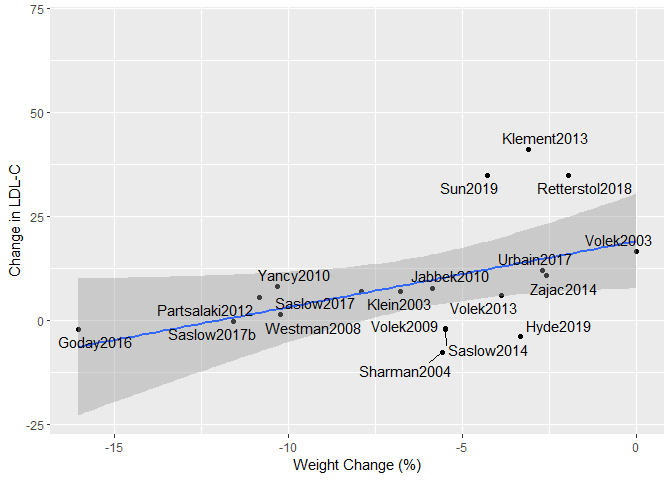 75
50
25
0
-25
Change in LDL-C
Klement2013
Sun2019
Retterstol2018
Volek2003
Urbain2017
Yancy2010
Jabbek2010
Zajac2014
Partsalaki2012
Saslow2017
Klein2003
Volek2013
Goday2016
Saslow2017b
Westman2008
Volek2009
Hyde2019
Saslow2014
Sharman2004
-15
-10
-5
0
Weight Change (%)